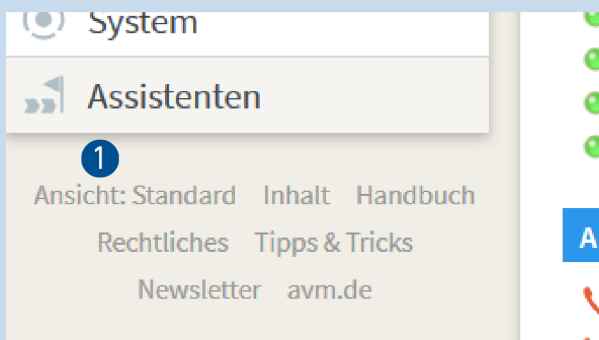 System
Assistenten
1
Ansicht: Standard Inhalt Handbuch
Rechtliches Tipps & Tricks
Newsletter avm.de
A